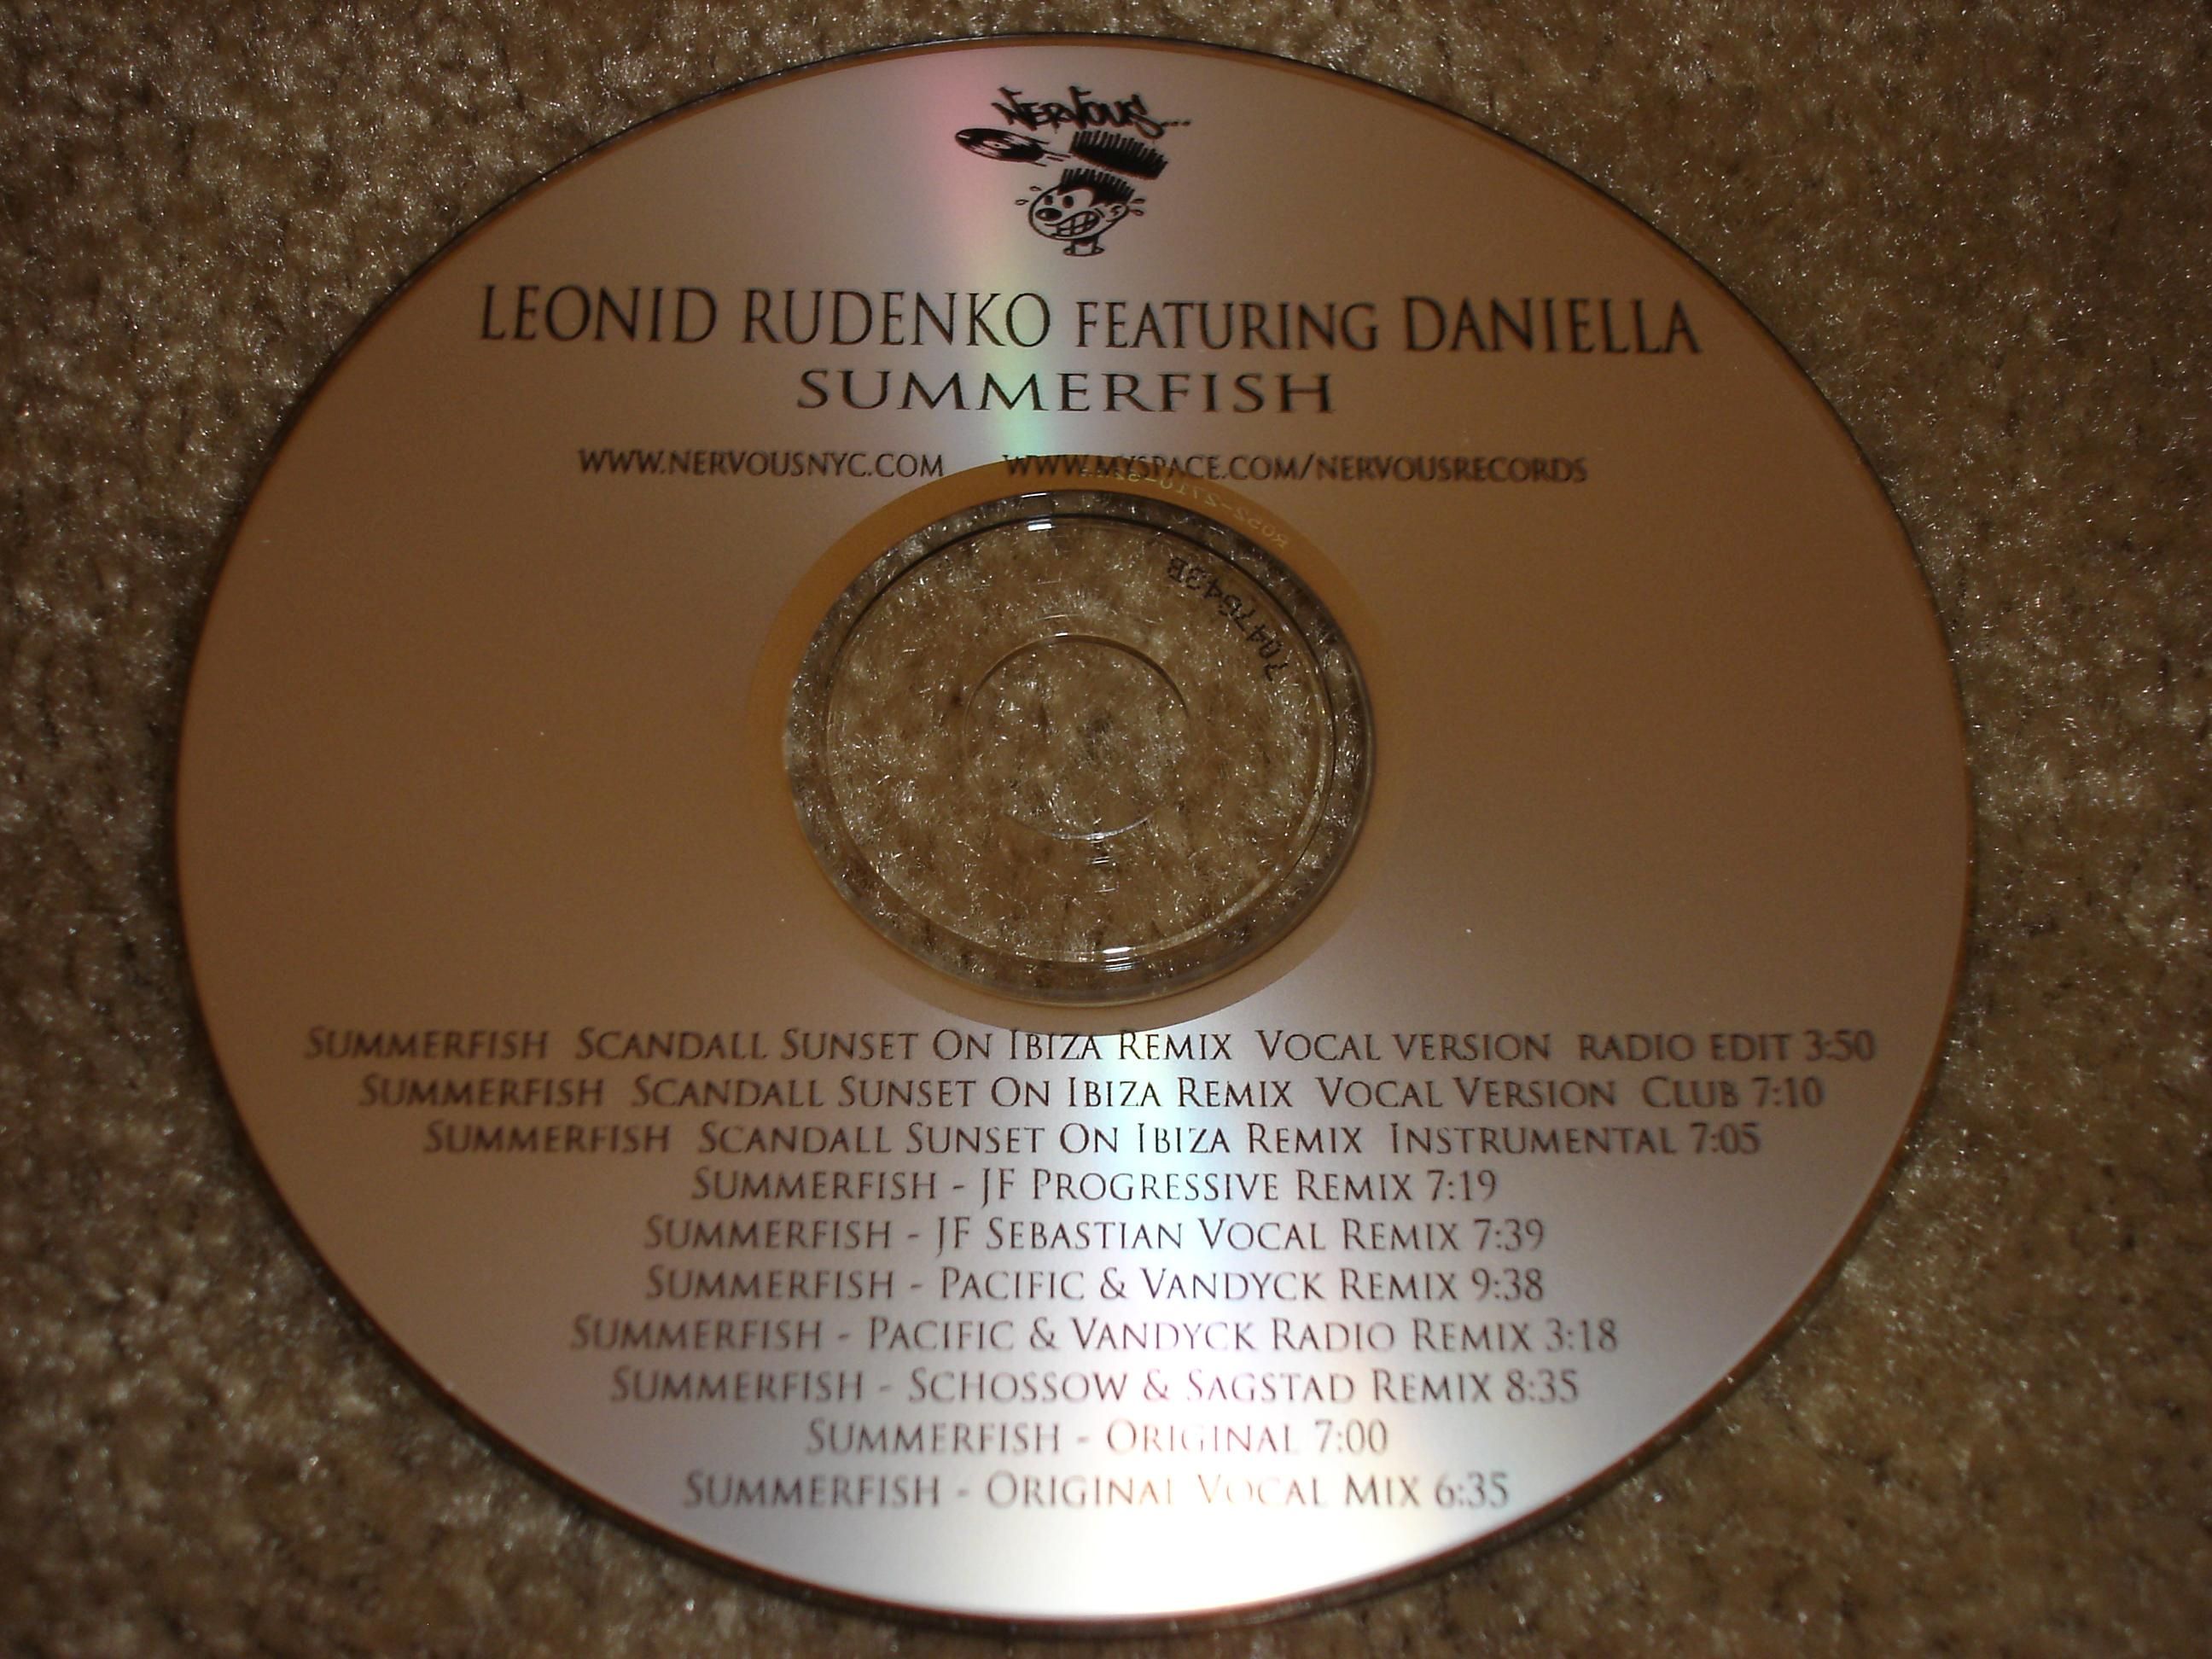 NERVOUS...
LEONID RUDENKO FEATURING DANIELLA
SUMMERFISH
WWW.NERVOUSNYC.COM WWW.MYSPACE.COM/NERVOUSRECORDS
SUMMERFISH SCANDALL SUNSET ON IBIZA REMIX VOCAL VERSION RADIO EDIT 3:50
SUMMERFISH SCANDALL SUNSET ON IBIZA REMIX VOCAL VERSION CLUB 7:10
SUMMERFISH SCANDALL SUNSET ON IBIZA REMIX INSTRUMENTAL 7:05
SUMMERFISH - JF PROGRESSIVE REMIX 7:19
SUMMERFISH - JF SEBASTIAN VOCAL REMIX 7:39
SUMMERFISH - PACIFIC & VANDYCK REMIX 9:38
SUMMERFISH - PACIFIC & VANDYCK RADIO REMIX 3:18
SUMMERFISH - SCHOSSOW & SAGSTAD REMIX 8:35
SUMMERFISH - ORIGINAL 7:00
SUMMERFISH - ORIGINAL VOCAL MIX 6:35